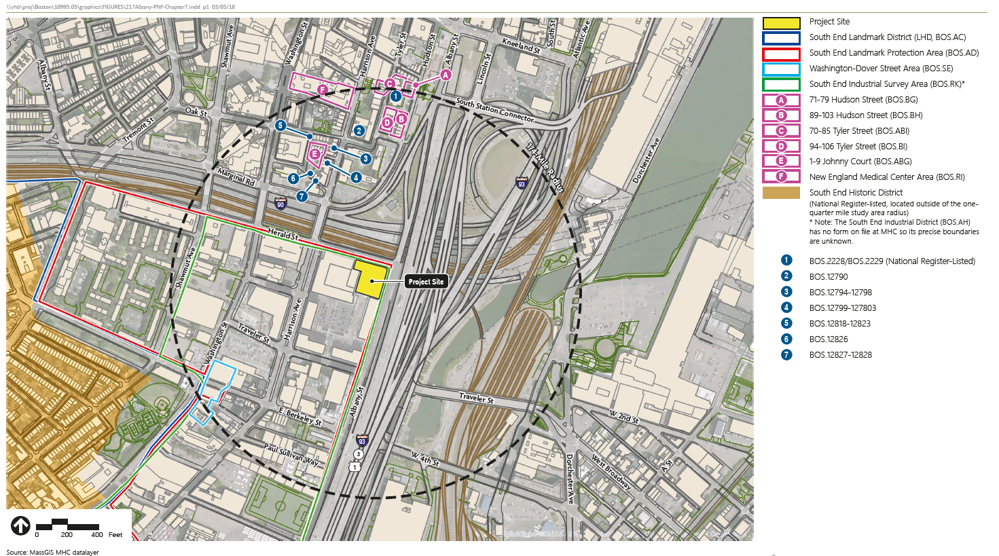 \\vhb\proj\Boston\10995.05\graphics\FIGURES\217Albany-PNF-Chapter7.indd p1 03/05/18
Albany St
Shawmut Ave
Washington St
Harrison Ave
Tyler St
Hudson St
Albany St
Lincoln St
Kneeland St
South St
Atlantic Ave
A
C
F
1
South Station Connector
Oak St
Tremont St
5
2
D
B
E
3
4
6
7
1/4-Mile Radius
Dorchester Ave
Marginal Rd
93
90
Herald St
Shawmut Ave
Project Site
Harrison Ave
Traveler St
Washington St
Albany St
Traveler St
E. Berkeley St
W. 2nd St
93
3
1
Paul Sullivan Way
W. 4th St
Dorchester Ave
West Broadway
A St
0 200 400 Feet
Source: MassGIS MHC datalayer
Project Site
South End Landmark District (LHD, BOS.AC)
South End Landmark Protection Area (BOS.AD)
Washington-Dover Street Area (BOS.SE)
South End Industrial Survey Area (BOS.RK)*
A 71-79 Hudson Street (BOS.BG)
B 89-103 Hudson Street (BOS.BH)
C 70-85 Tyler Street (BOS.ABI)
D 94-106 Tyler Street (BOS.BI)
E 1-9 Johnny Court (BOS.ABG)
F New England Medical Center Area (BOS.RI)
South End Historic District
(National Register-listed, located outside of the one-
quarter mile study area radius)
* Note: The South End Industrial District (BOS.AH)
has no form on file at MHC so its precise boundaries
are unknown.
1 BOS.2228/BOS.2229 (National Register-Listed)
2 BOS.12790
3 BOS.12794-12798
4 BOS.12799-127803
5 BOS.12818-12823
6 BOS.12826
7 BOS.12827-12828